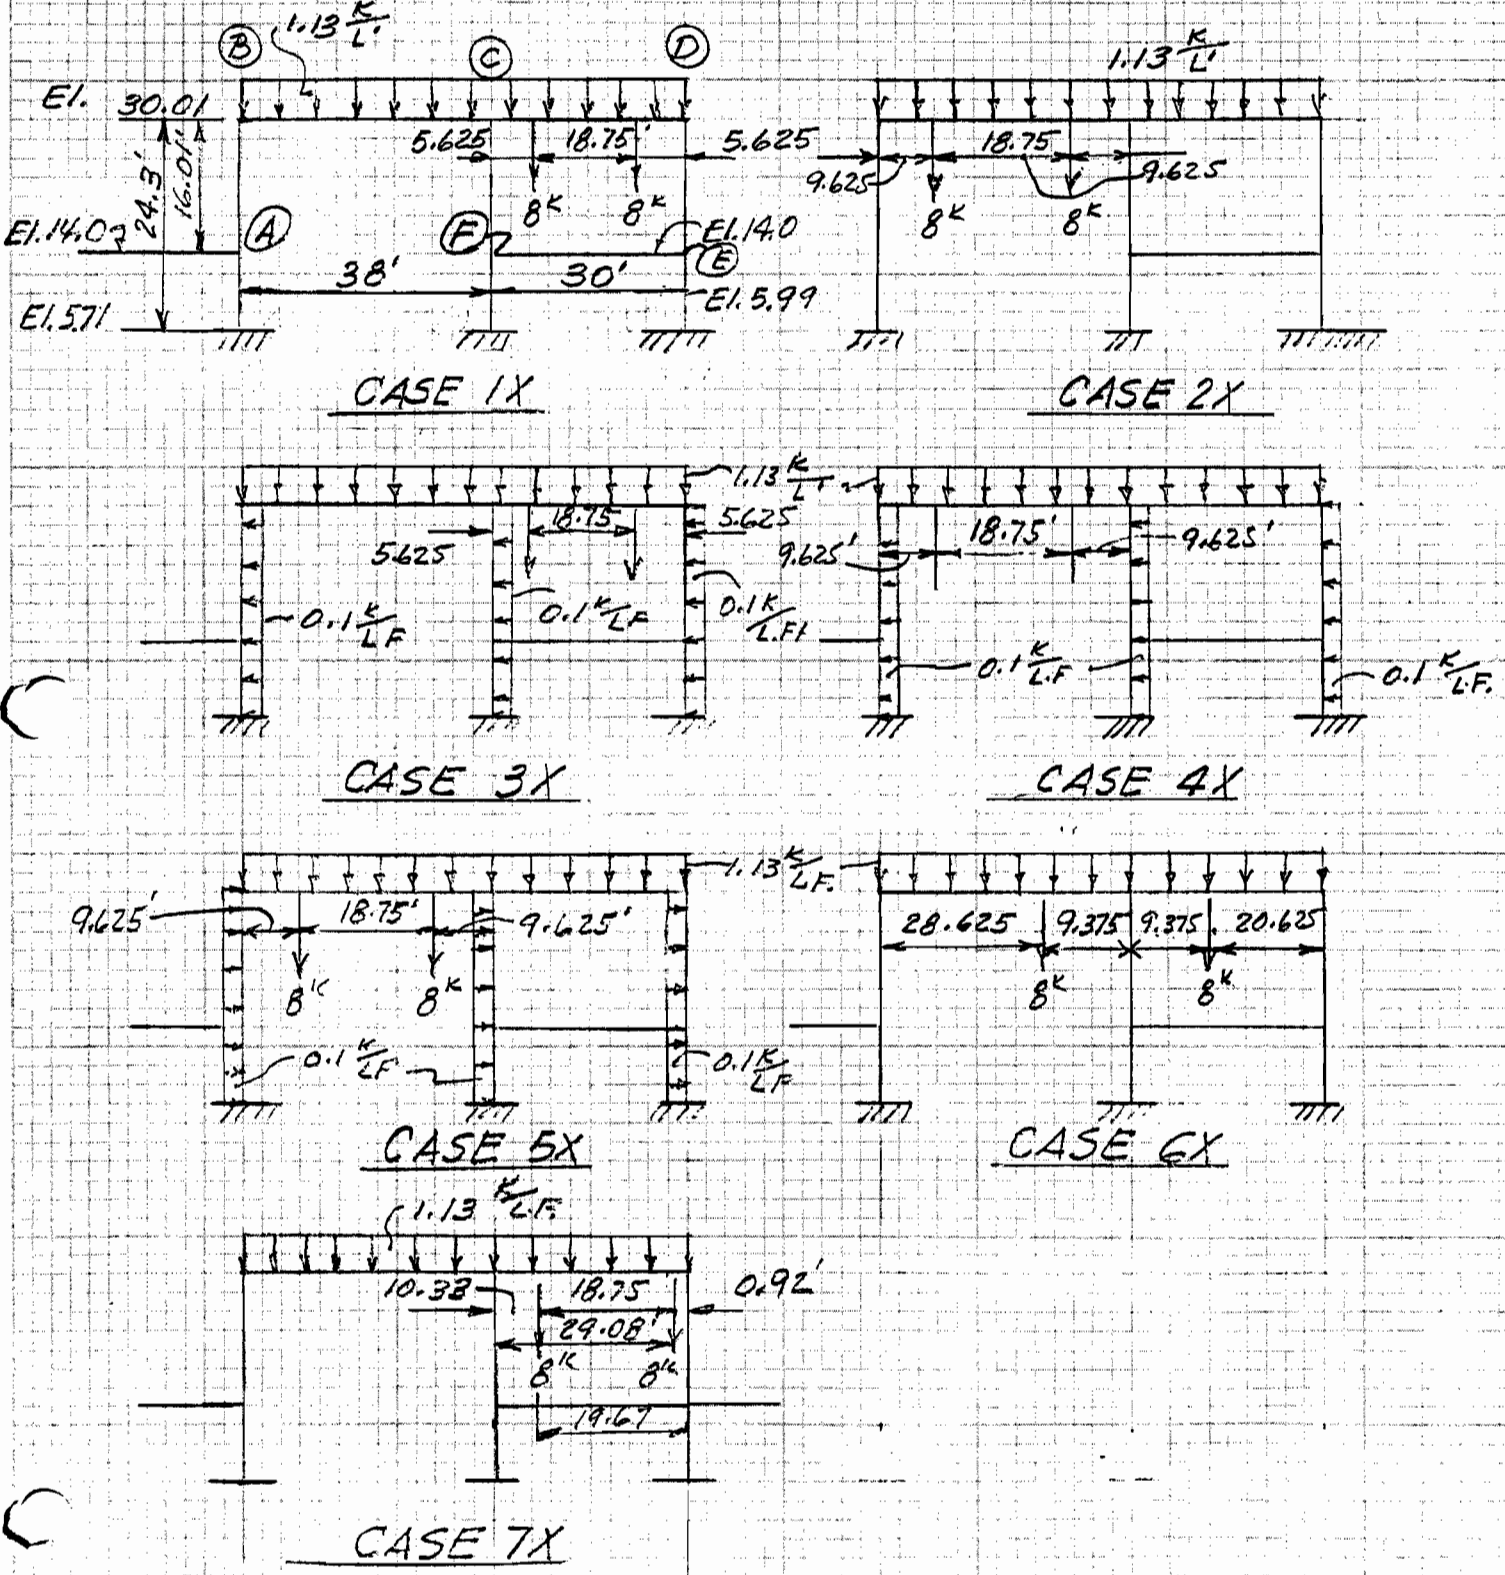 1.13 K/L'
B
C
D
1.13 K/L'
El. 30.01
5.625
18.75'
5.625
18.75
9.625
9.625
24.3'
16.01'
8K
8K
8K
8K
El.14.0
A
F
El.14.0
E
38'
30'
El.5.99
El.5.71
CASE 1X
CASE 2X
1.13 K/L'
18.75
5.625
18.75'
9.625'
5.625
9.625'
0.1 K/LF
0.1 K/LF
0.1 K/L.F.
0.1 K/L.F
0.1 K/L.F.
CASE 3X
CASE 4X
1.13 K/L.F.
9.625'
18.75'
9.625'
28.625
9.375
9.375
20.625
8K
8K
8K
8K
0.1 K/LF
0.1 K/LF
CASE 5X
CASE 6X
1.13 K/L.F.
10.33
18.75
0.92'
29.08'
8K
8K
19.67
CASE 7X